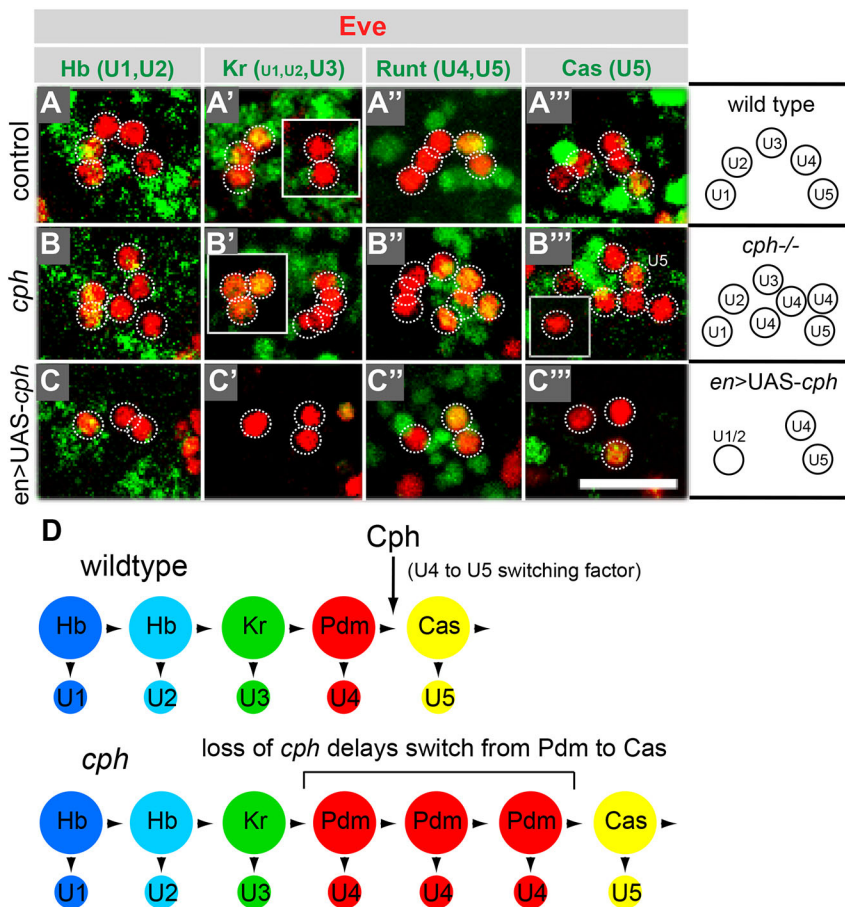 Eve
Hb (U1,U2) Kr (U1,U2,U3) Runt (U4,U5) Cas (U5)
control
A A' A'' A'''
wild type
U1 U2 U3 U4 U5
cph
B B' B'' B'''
U5
cph-/-
U1 U2 U3 U4 U4 U4 U5
en>UAS-cph
C C' C'' C'''
en>UAS-cph
U1/2 U4 U5
D
wildtype
Cph
(U4 to U5 switching factor)
Hb Hb Kr Pdm Cas
U1 U2 U3 U4 U5
cph
loss of cph delays switch from Pdm to Cas
Hb Hb Kr Pdm Pdm Pdm Cas
U1 U2 U3 U4 U4 U4 U5